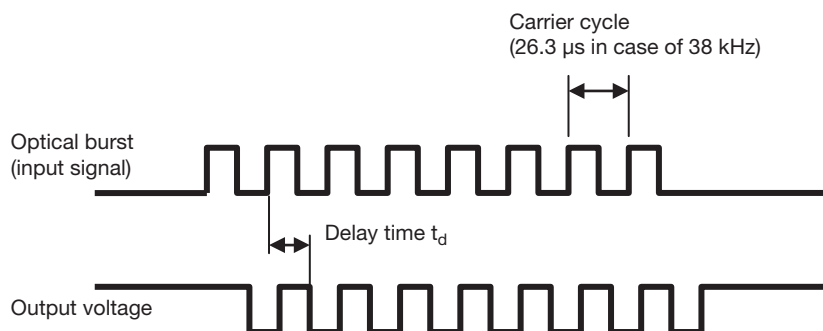 Carrier cycle
(26.3 µs in case of 38 kHz)
Optical burst
(input signal)
Delay time td
Output voltage